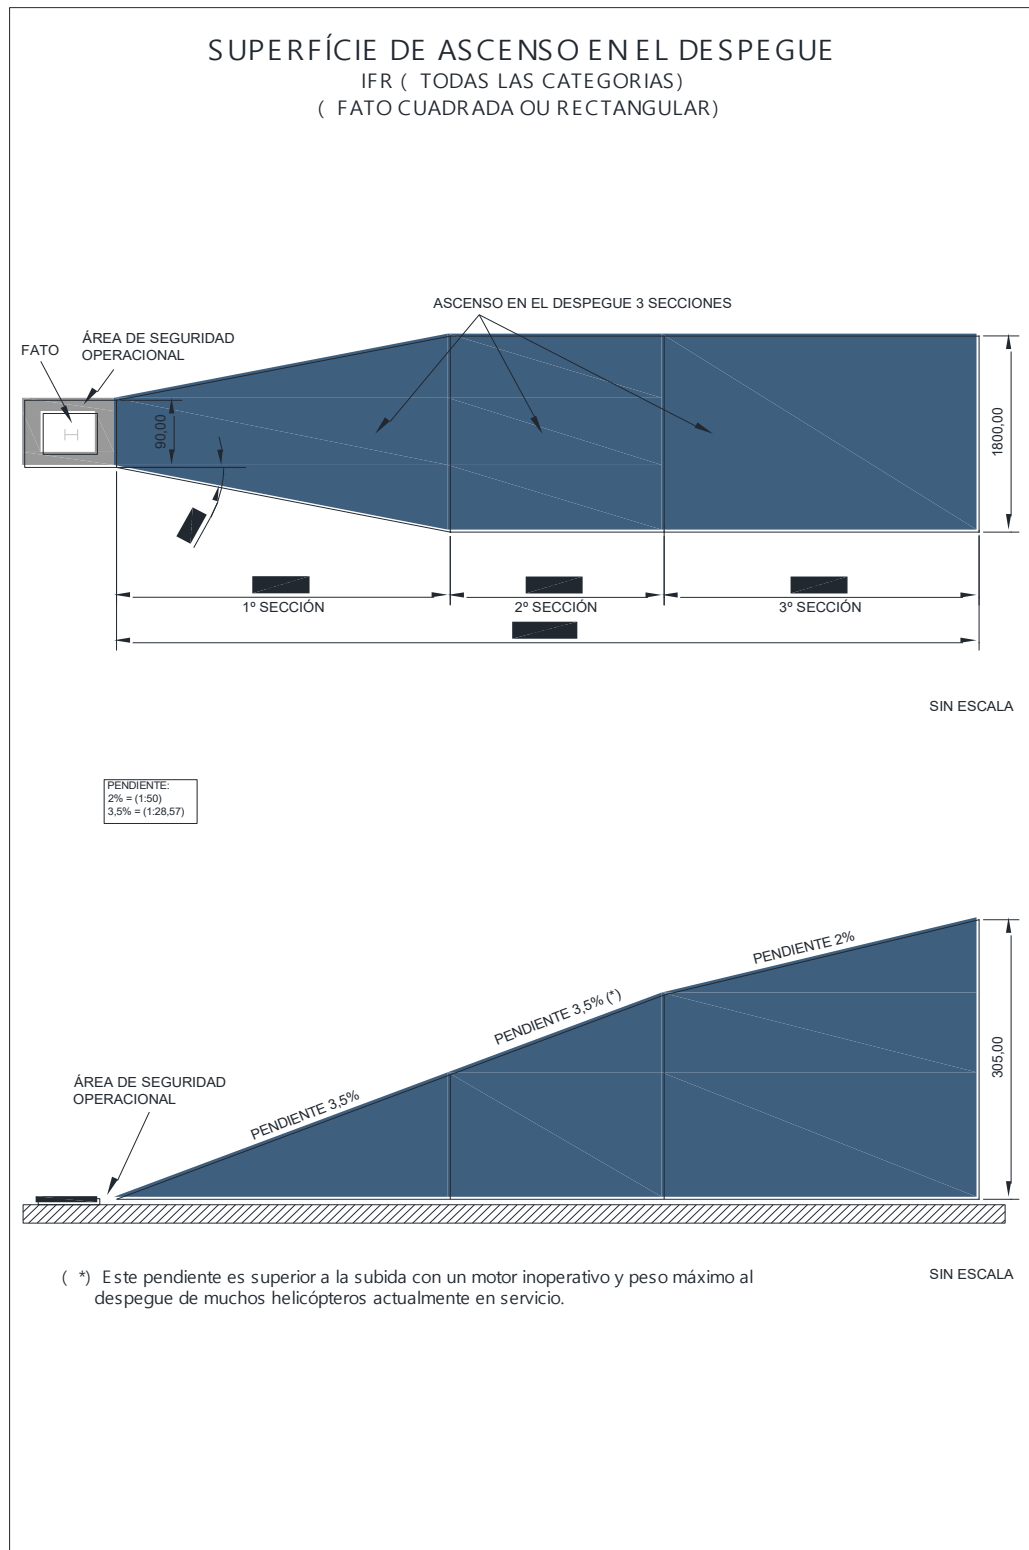 SUPERFÍCIE DE ASCENSO EN EL DESPEGUE
IFR ( TODAS LAS CATEGORIAS)
( FATO CUADRADA OU RECTANGULAR)
ASCENSO EN EL DESPEGUE 3 SECCIONES
ÁREA DE SEGURIDAD
OPERACIONAL
FATO
H
90,00
1800,00
1º SECCIÓN
2º SECCIÓN
3º SECCIÓN
SIN ESCALA
PENDIENTE:
2% = (1:50)
3,5% = (1:28,57)
PENDIENTE 2%
PENDIENTE 3,5% (*)
PENDIENTE 3,5%
305,00
ÁREA DE SEGURIDAD
OPERACIONAL
( *) Este pendiente es superior a la subida con un motor inoperativo y peso máximo al
despegue de muchos helicópteros actualmente en servicio.
SIN ESCALA